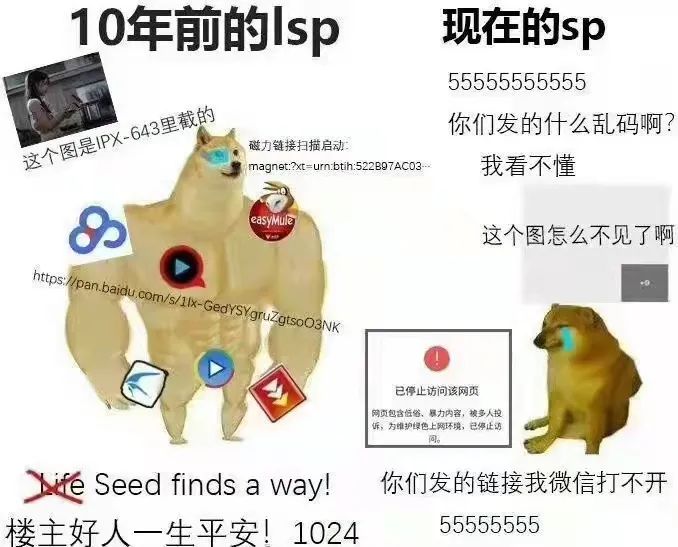 10年前的lsp
现在的sp
这个图是IPX-643里截的
磁力链接扫描启动:
magnet:?xt=urn:btih:522B97AC03···
easyMule
https://pan.baidu.com/s/1Ix-GedYSYgruZgtsoO3NK
Life Seed finds a way!
楼主好人一生平安！1024
55555555555
你们发的什么乱码啊?
我看不懂
这个图怎么不见了啊
+9
已停止访问该网页
网页包含低俗、暴力内容，被多人投
诉，为维护绿色上网环境，已停止访
问。
你们发的链接我微信打不开
55555555